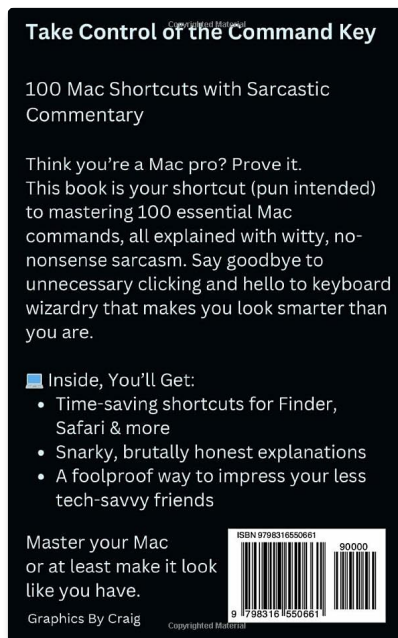 Copyrighted Material
Take Control of the Command Key
100 Mac Shortcuts with Sarcastic
Commentary
Think you're a Mac pro? Prove it.
This book is your shortcut (pun intended)
to mastering 100 essential Mac
commands, all explained with witty, no-
nonsense sarcasm. Say goodbye to
unnecessary clicking and hello to keyboard
wizardry that makes you look smarter than
you are.
💻 Inside, You'll Get:
• Time-saving shortcuts for Finder,
Safari & more
• Snarky, brutally honest explanations
• A foolproof way to impress your less
tech-savvy friends
Master your Mac
or at least make it look
like you have.
Graphics By Craig
ISBN 9798316550661
90000
9 798316 550661
Copyrighted Material